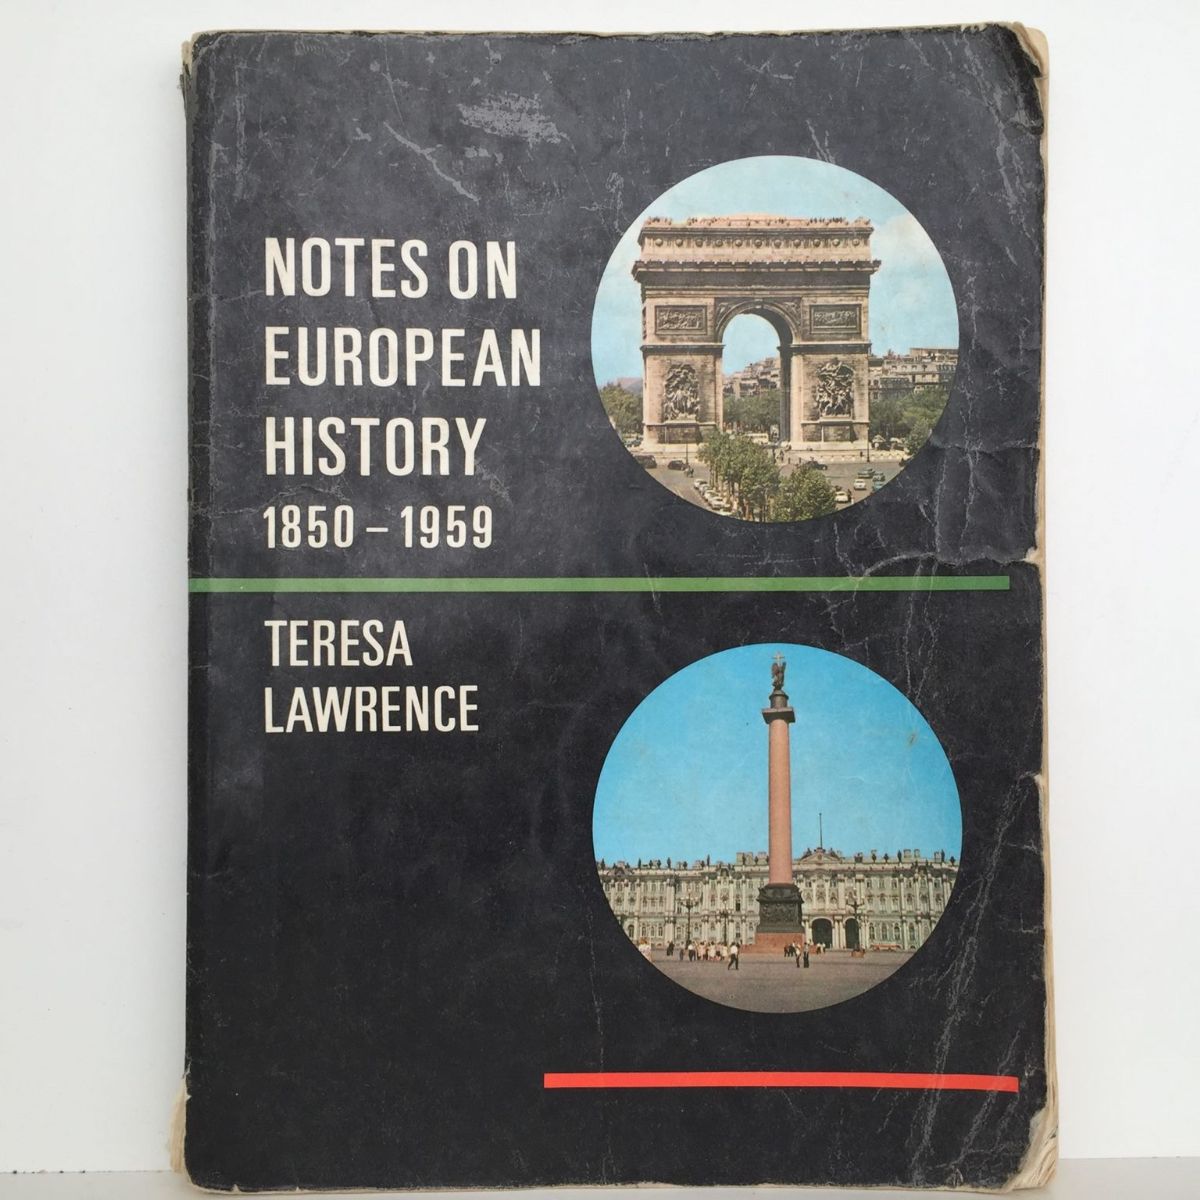 NOTES ON
EUROPEAN
HISTORY
1850 – 1959
TERESA
LAWRENCE